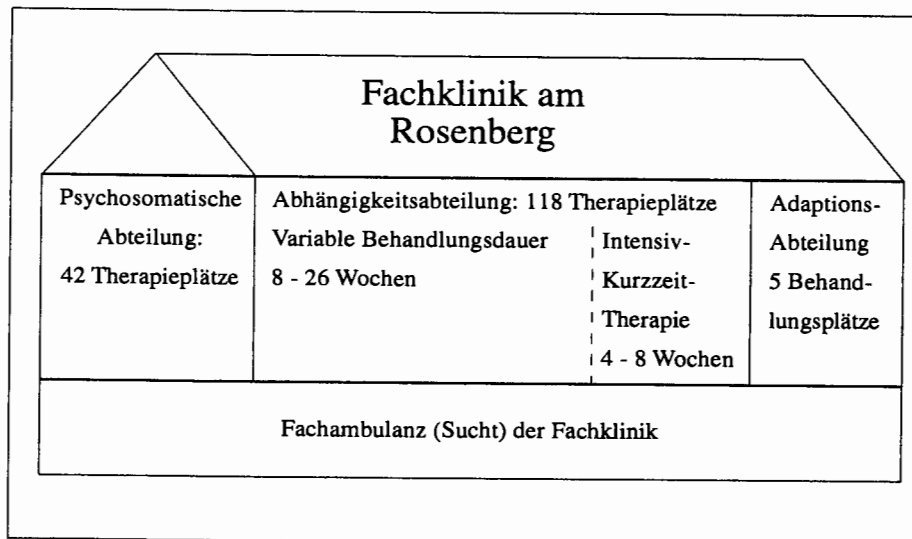 Fachklinik am
Rosenberg
Psychosomatische
Abteilung:
42 Therapieplätze
Abhängigkeitsabteilung: 118 Therapieplätze
Variable Behandlungsdauer
8 - 26 Wochen
Intensiv-
Kurzzeit-
Therapie
4 - 8 Wochen
Adaptions-
Abteilung
5 Behand-
lungsplätze
Fachambulanz (Sucht) der Fachklinik